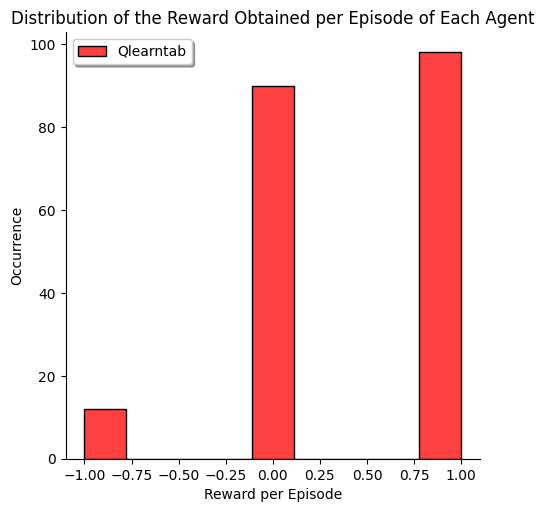 Distribution of the Reward Obtained per Episode of Each Agent
Qlearntab
100
80
60
40
20
0
Occurrence
−1.00 −0.75 −0.50 −0.25 0.00 0.25 0.50 0.75 1.00
Reward per Episode